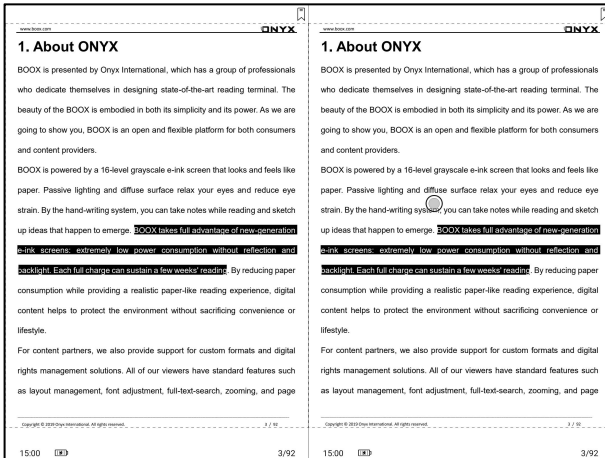 www.boox.com ONYX
1. About ONYX
BOOX is presented by Onyx International, which has a group of professionals
who dedicate themselves in designing state-of-the-art reading terminal. The
beauty of the BOOX is embodied in both its simplicity and its power. As we are
going to show you, BOOX is an open and flexible platform for both consumers
and content providers.
BOOX is powered by a 16-level grayscale e-ink screen that looks and feels like
paper. Passive lighting and diffuse surface relax your eyes and reduce eye
strain. By the hand-writing system, you can take notes while reading and sketch
up ideas that happen to emerge. BOOX takes full advantage of new-generation
e-ink screens: extremely low power consumption without reflection and
backlight. Each full charge can sustain a few weeks' reading. By reducing paper
consumption while providing a realistic paper-like reading experience, digital
content helps to protect the environment without sacrificing convenience or
lifestyle.
For content partners, we also provide support for custom formats and digital
rights management solutions. All of our viewers have standard features such
as layout management, font adjustment, full-text-search, zooming, and page
Copyright © 2019 Onyx International. All rights reserved. 3 / 92
15:00 3/92
www.boox.com ONYX
1. About ONYX
BOOX is presented by Onyx International, which has a group of professionals
who dedicate themselves in designing state-of-the-art reading terminal. The
beauty of the BOOX is embodied in both its simplicity and its power. As we are
going to show you, BOOX is an open and flexible platform for both consumers
and content providers.
BOOX is powered by a 16-level grayscale e-ink screen that looks and feels like
paper. Passive lighting and diffuse surface relax your eyes and reduce eye
strain. By the hand-writing system, you can take notes while reading and sketch
up ideas that happen to emerge. BOOX takes full advantage of new-generation
e-ink screens: extremely low power consumption without reflection and
backlight. Each full charge can sustain a few weeks' reading. By reducing paper
consumption while providing a realistic paper-like reading experience, digital
content helps to protect the environment without sacrificing convenience or
lifestyle.
For content partners, we also provide support for custom formats and digital
rights management solutions. All of our viewers have standard features such
as layout management, font adjustment, full-text-search, zooming, and page
Copyright © 2019 Onyx International. All rights reserved. 3 / 92
15:00 3/92